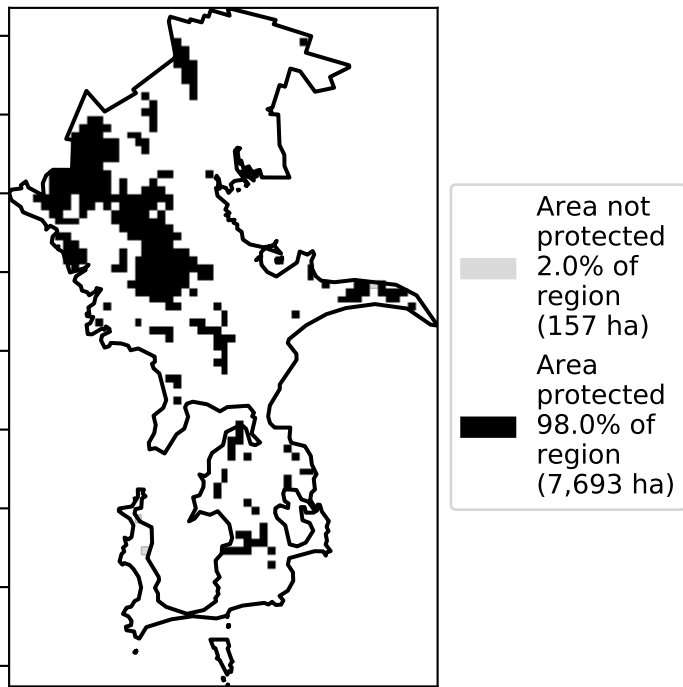 Area not
protected
2.0% of
region
(157 ha)
Area
protected
98.0% of
region
(7,693 ha)